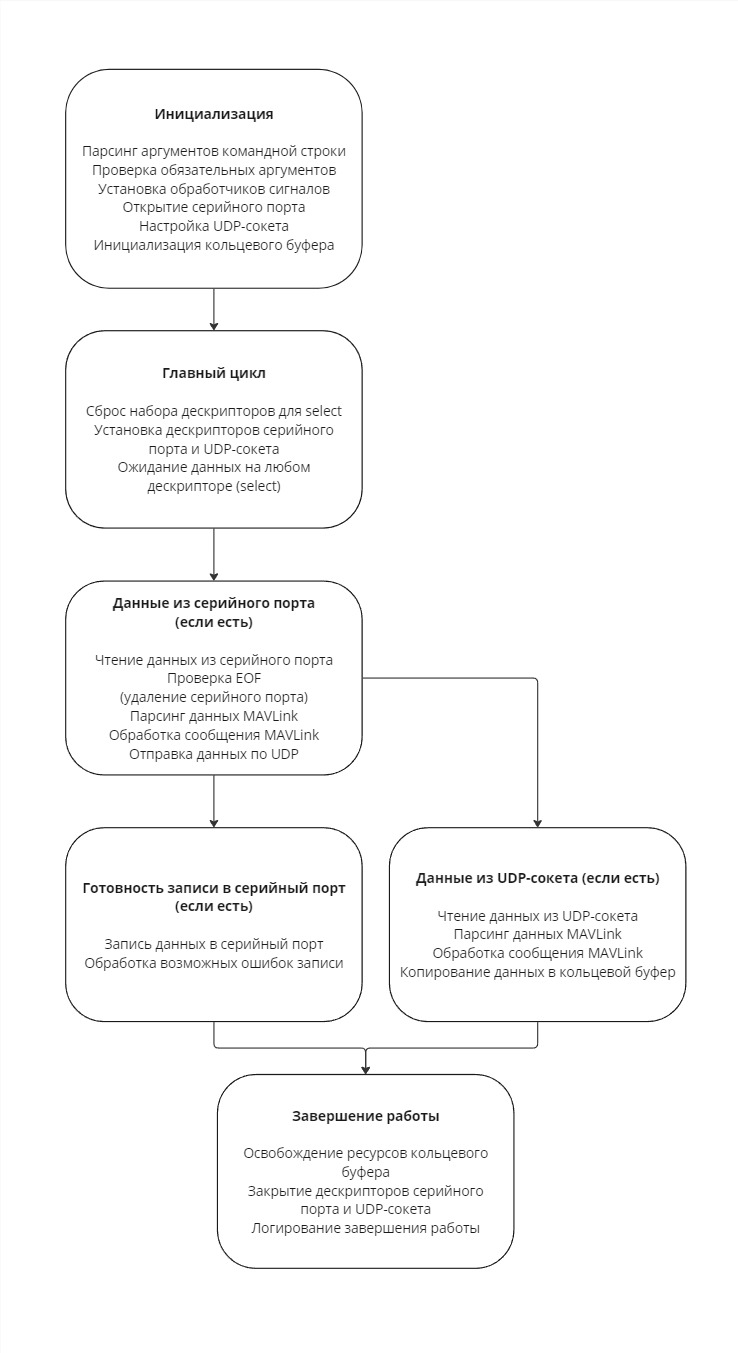 Инициализация
Парсинг аргументов командной строки
Проверка обязательных аргументов
Установка обработчиков сигналов
Открытие серийного порта
Настройка UDP-сокета
Инициализация кольцевого буфера
Главный цикл
Сброс набора дескрипторов для select
Установка дескрипторов серийного
порта и UDP-сокета
Ожидание данных на любом
дескрипторе (select)
Данные из серийного порта
(если есть)
Чтение данных из серийного порта
Проверка EOF
(удаление серийного порта)
Парсинг данных MAVLink
Обработка сообщения MAVLink
Отправка данных по UDP
Готовность записи в серийный порт
(если есть)
Запись данных в серийный порт
Обработка возможных ошибок записи
Данные из UDP-сокета (если есть)
Чтение данных из UDP-сокета
Парсинг данных MAVLink
Обработка сообщения MAVLink
Копирование данных в кольцевой буфер
Завершение работы
Освобождение ресурсов кольцевого
буфера
Закрытие дескрипторов серийного
порта и UDP-сокета
Логирование завершения работы